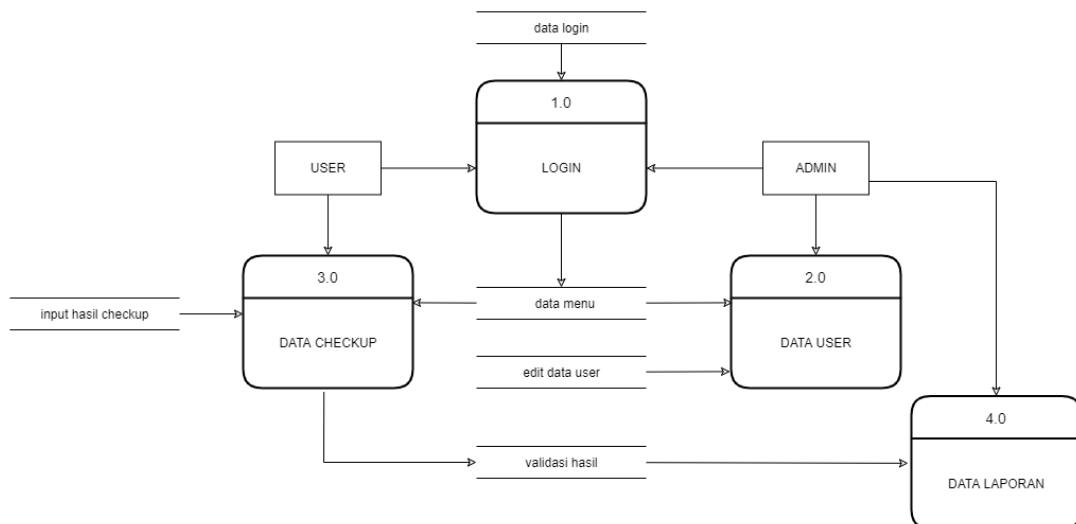 data login
1.0
LOGIN
USER
ADMIN
3.0
DATA CHECKUP
input hasil checkup
data menu
2.0
DATA USER
edit data user
validasi hasil
4.0
DATA LAPORAN